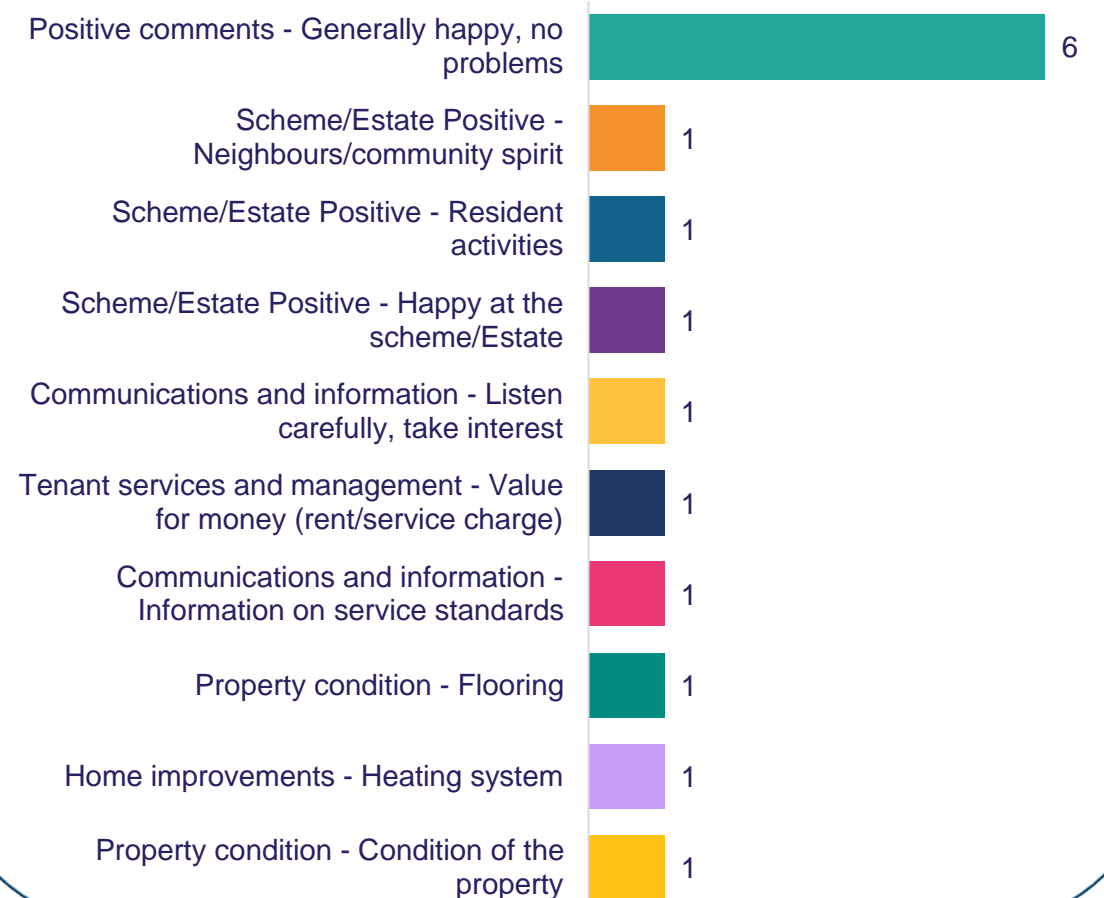 Positive comments - Generally happy, no
problems
6
Scheme/Estate Positive -
Neighbours/community spirit
1
Scheme/Estate Positive - Resident
activities
1
Scheme/Estate Positive - Happy at the
scheme/Estate
1
Communications and information - Listen
carefully, take interest
1
Tenant services and management - Value
for money (rent/service charge)
1
Communications and information -
Information on service standards
1
Property condition - Flooring
1
Home improvements - Heating system
1
Property condition - Condition of the
property
1